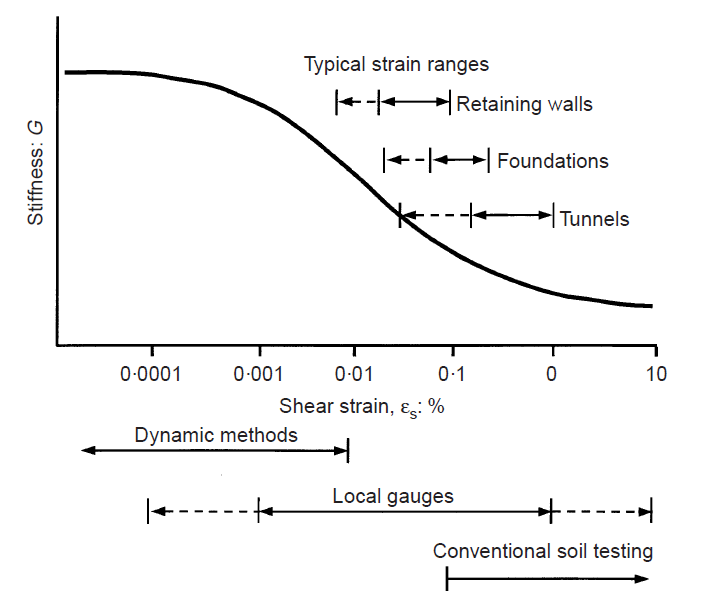 Typical strain ranges
Retaining walls
Foundations
Tunnels
Stiffness: G
0·0001 0·001 0·01 0·1 0 10
Shear strain, εs: %
Dynamic methods
Local gauges
Conventional soil testing